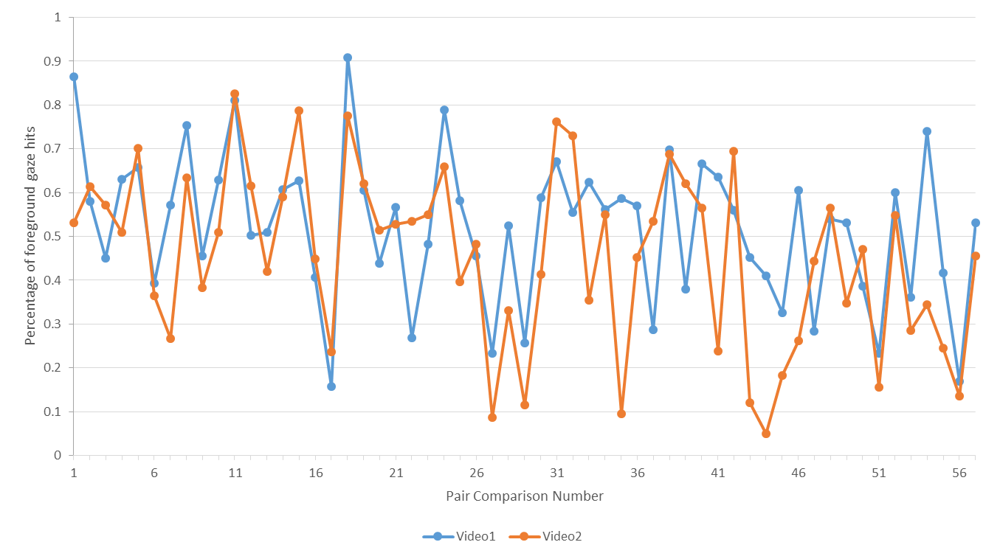 1
0.9
0.8
0.7
0.6
0.5
0.4
0.3
0.2
0.1
0
Percentage of foreground gaze hits
1 6 11 16 21 26 31 36 41 46 51 56
Pair Comparison Number
Video1 Video2